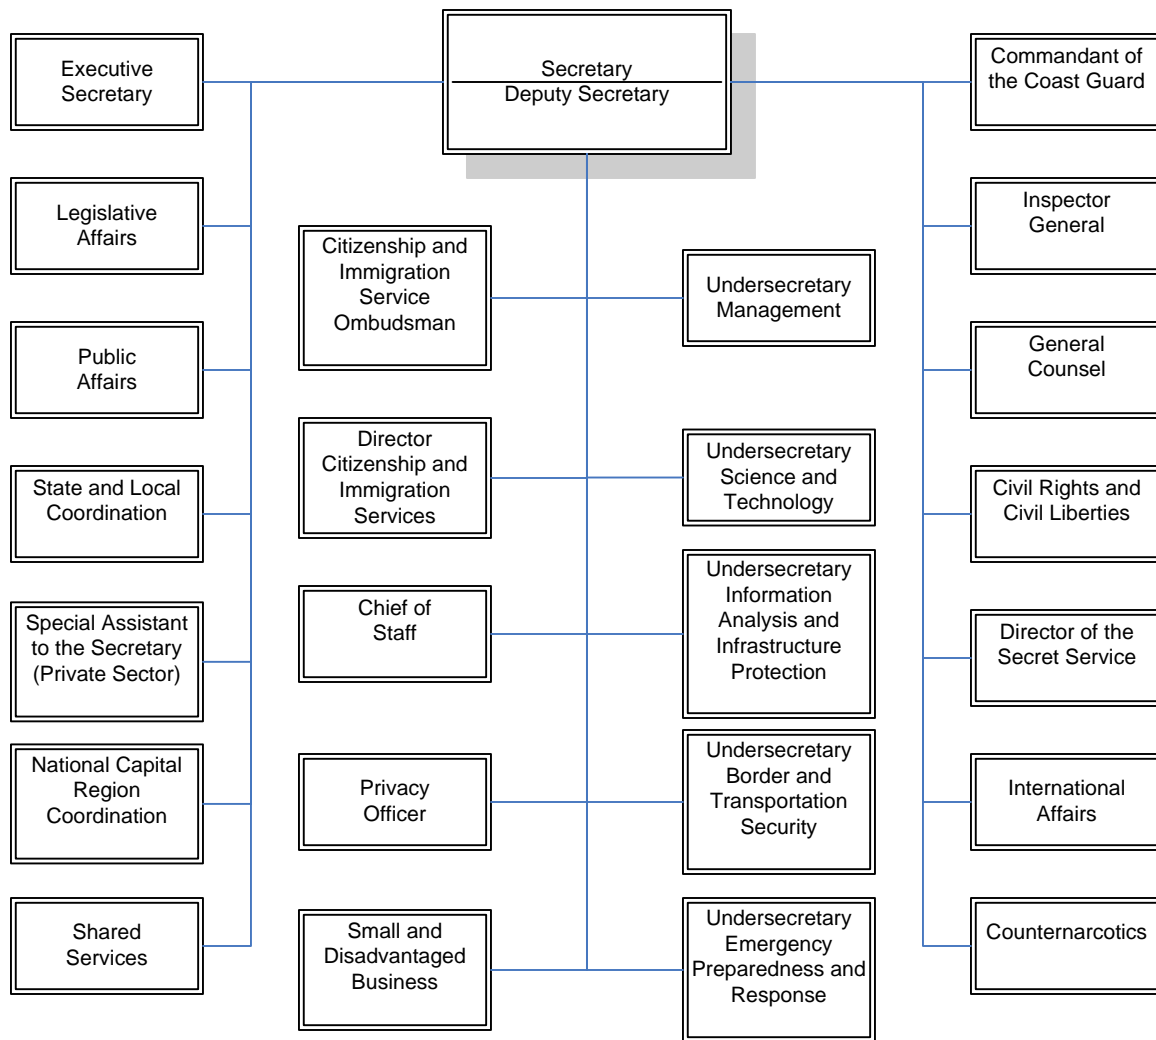 Executive
Secretary
Secretary
Deputy Secretary
Commandant of
the Coast Guard
Legislative
Affairs
Citizenship and
Immigration
Service
Ombudsman
Undersecretary
Management
Inspector
General
Public
Affairs
General
Counsel
State and Local
Coordination
Director
Citizenship and
Immigration
Services
Undersecretary
Science and
Technology
Civil Rights and
Civil Liberties
Special Assistant
to the Secretary
(Private Sector)
Chief of
Staff
Undersecretary
Information
Analysis and
Infrastructure
Protection
Director of the
Secret Service
National Capital
Region
Coordination
Privacy
Officer
Undersecretary
Border and
Transportation
Security
International
Affairs
Shared
Services
Small and
Disadvantaged
Business
Undersecretary
Emergency
Preparedness and
Response
Counternarcotics